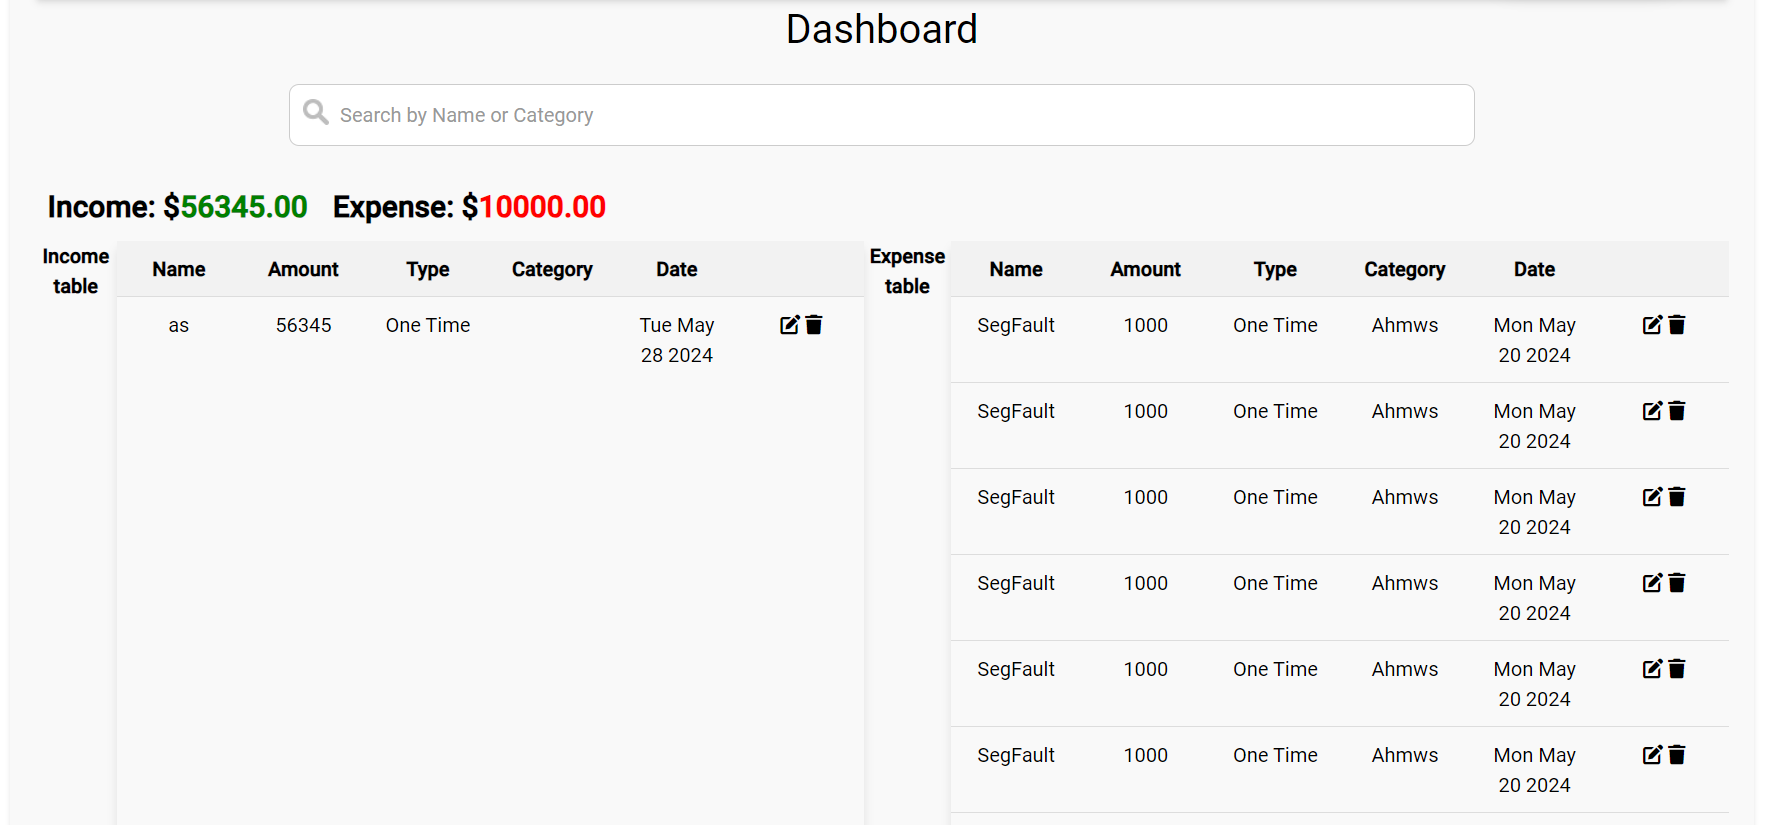 Dashboard
Search by Name or Category
Income: $56345.00 Expense: $10000.00
Income
table
Name Amount Type Category Date
as 56345 One Time Tue May
28 2024
Expense
table
Name Amount Type Category Date
SegFault 1000 One Time Ahmws Mon May
20 2024
SegFault 1000 One Time Ahmws Mon May
20 2024
SegFault 1000 One Time Ahmws Mon May
20 2024
SegFault 1000 One Time Ahmws Mon May
20 2024
SegFault 1000 One Time Ahmws Mon May
20 2024
SegFault 1000 One Time Ahmws Mon May
20 2024